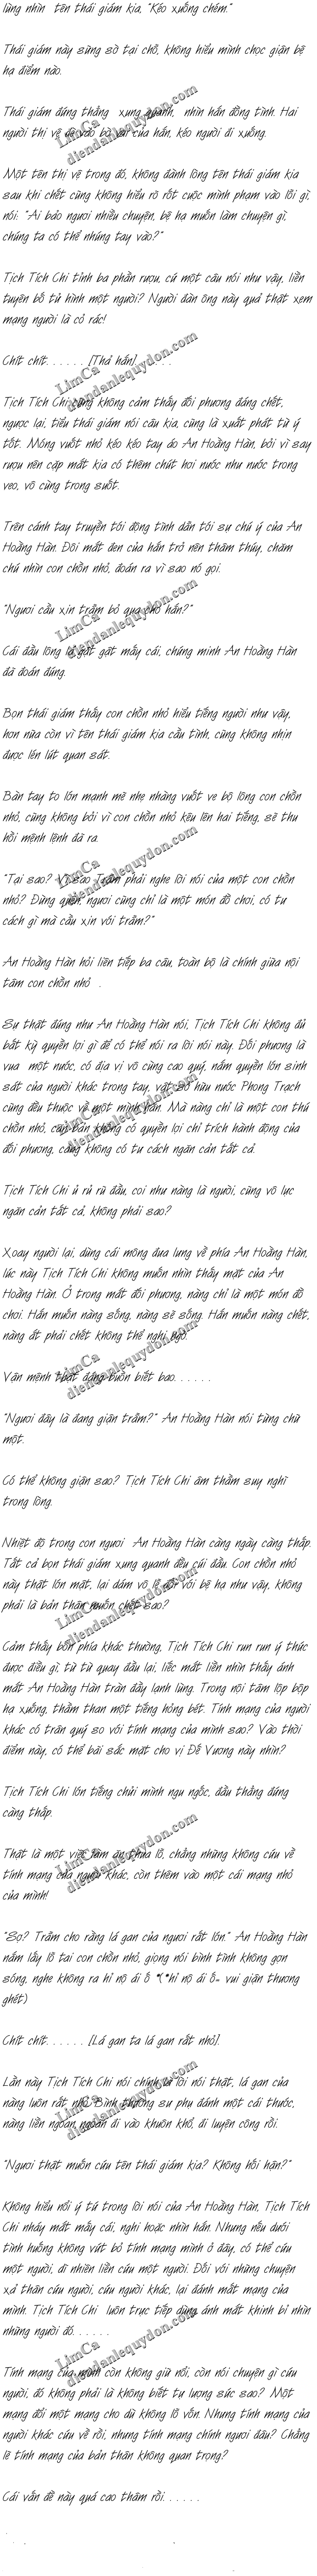 lùng nhìn tên thái giám kia, "Kéo xuống chém."
Thái giám này sững sờ tại chỗ, không hiểu mình chọc giận bệ
hạ điểm nào.
Thái giám đứng thẳng xung quanh, nhìn hắn đồng tình. Hai
người thị vệ đè vào bả vai của hắn, kéo người đi xuống.
Một tên thị vệ trong đó, không đành lòng tên thái giám kia
sau khi chết cũng không hiểu rõ rốt cuộc mình phạm vào lỗi gì,
nói: "Ai bảo ngươi nhiều chuyện, bệ hạ muốn làm chuyện gì,
chúng ta có thể nhúng tay vào?"
Tịch Tích Chi tỉnh ba phần rượu, cứ một câu nói như vậy, liền
tuyên bố tử hình một người? Người đàn ông này quả thật xem
mạng người là cỏ rác!
Chít chít. . . . . . [Tha hắn]. . . . . .
Tịch Tích Chi cũng không cảm thấy đối phương đáng chết,
ngược lại, tiểu thái giám nói câu kia, cũng là xuất phát từ ý
tốt. Móng vuốt nhỏ kéo kéo tay áo An Hoằng Hàn, bởi vì say
rượu nên cặp mắt kia có thêm chút hơi nước như nước trong
veo, vô cùng trong suốt.
Trên cánh tay truyền tới động tĩnh dẫn tới sự chú ý của An
Hoằng Hàn. Đôi mắt đen của hắn trở nên thâm thúy, chăm
chú nhìn con chồn nhỏ, đoán ra vì sao nó gọi.
"Ngươi cầu xin trẫm bỏ qua cho hắn?"
Cái đầu lông lá gật gật mấy cái, chứng minh An Hoằng Hàn
đã đoán đúng.
Bọn thái giám thấy con chồn nhỏ hiểu tiếng người như vậy,
hơn nữa còn vì tên thái giám kia cầu tình, cũng không nhịn
được lén lút quan sát.
Bàn tay to lớn mạnh mẽ nhẹ nhàng vuốt ve bộ lông con chồn
nhỏ, cũng không bởi vì con chồn nhỏ kêu lên hai tiếng, sẽ thu
hồi mệnh lệnh đã ra.
"Tại sao? Vì sao Trẫm phải nghe lời nói của một con chồn
nhỏ? Đừng quên, ngươi cũng chỉ là một món đồ chơi, có tư
cách gì mà cầu xin với trẫm?"
An Hoằng Hàn hỏi liên tiếp ba câu, toàn bộ là chính giữa nội
tâm con chồn nhỏ .
Sự thật đúng như An Hoằng Hàn nói, Tịch Tích Chi không đủ
bất kỳ quyền lợi gì để có thể nói ra lời nói này. Đối phương là
vua một nước, có địa vị vô cùng cao quý, nắm quyền lớn sinh
sát của người khác trong tay, vật sở hữu nước Phong Trạch
cũng đều thuộc về một mình hắn. Mà nàng chỉ là một con thú
chồn nhỏ, căn bản không có quyền lợi chỉ trích hành động của
đối phương, cũng không có tư cách ngăn cản tất cả.
Tịch Tích Chi ủ rủ rũ đầu, coi như nàng là người, cũng vô lực
ngăn cản tất cả, không phải sao?
Xoay người lại, dùng cái mông đưa lưng về phía An Hoằng Hàn,
lúc này Tịch Tích Chi không muốn nhìn thấy mặt của An
Hoằng Hàn. Ở trong mắt đối phương, nàng chỉ là một món đồ
chơi. Hắn muốn nàng sống, nàng sẽ sống. Hắn muốn nàng chết,
nàng ắt phải chết không thể nghi ngờ.
Vận mệnh thật đáng buồn biết bao. . . . . .
"Ngươi đây là đang giận trẫm?" An Hoằng Hàn nói từng chữ
một.
Có thể không giận sao? Tịch Tích Chi âm thầm suy nghĩ
trong lòng.
Nhiệt độ trong con ngươi An Hoằng Hàn càng ngày càng thấp.
Tất cả bọn thái giám xung quanh đều cúi đầu. Con chồn nhỏ
này thật lớn mật, lại dám vô lễ đối với bệ hạ như vậy, không
phải là bản thân muốn chết sao?
Cảm thấy bốn phía khác thường, Tịch Tích Chi run run ý thức
được điều gì, từ từ quay đầu lại, liếc mắt liền nhìn thấy ánh
mắt An Hoằng Hàn tràn đầy lạnh lùng. Trong nội tâm lộp bộp
hạ xuống, thầm than một tiếng hỏng bét. Tính mạng của người
khác có trân quý so với tính mạng của mình sao? Vào thời
điểm này, có thể bãi sắc mặt cho vị Đế Vương này nhìn?
Tịch Tích Chi lớn tiếng chửi mình ngu ngốc, đầu thẳng đứng
càng thấp.
Thật là một việc làm ăn thua lỗ, chẳng những không cứu về
tính mạng của người khác, còn thêm vào một cái mạng nhỏ
của mình!
"Sợ? Trẫm cho rằng lá gan của ngươi rất lớn." An Hoằng Hàn
nắm lấy lỗ tai con chồn nhỏ, giọng nói bình tĩnh không gợn
sóng, nghe không ra hỉ nộ ái ố *(*hỉ nộ ái ố= vui giận thương
ghét)
Chít chít. . . . . . [Lá gan ta lá gan rất nhỏ].
Lần này Tịch Tích Chi nói chính là lời nói thật, lá gan của
nàng luôn rất nhỏ. Bình thường sư phụ đánh một cái thước,
nàng liền ngoan ngoãn đi vào khuôn khổ, đi luyện công rồi.
"Ngươi thật muốn cứu tên thái giám kia? Không hối hận?"
Không hiểu nổi ý tứ trong lời nói của An Hoằng Hàn, Tịch Tích
Chi nháy mắt mấy cái, nghi hoặc nhìn hắn. Nhưng nếu dưới
tình huống không vứt bỏ tính mạng mình ở đây, có thể cứu
một người, dĩ nhiên liền cứu một người. Đối với những chuyện
xả thân cứu người, cứu người khác, lại đánh mất mạng của
mình. Tịch Tích Chi luôn trực tiếp dùng ánh mắt khinh bỉ nhìn
những người đó. . . . . .
Tính mạng của mình còn không giữ nổi, còn nói chuyện gì cứu
người, đó không phải là không biết tự lượng sức sao? Một
mạng đổi một mạng cho dù không lỗ vốn. Nhưng tính mạng của
người khác cứu về rồi, nhưng tính mạng chính ngươi đâu? Chẳng
lẽ tính mạng của bản thân không quan trọng?
Cái vấn đề này quá cao thâm rồi. . . . . .
LimCa
diendanlequydon.com